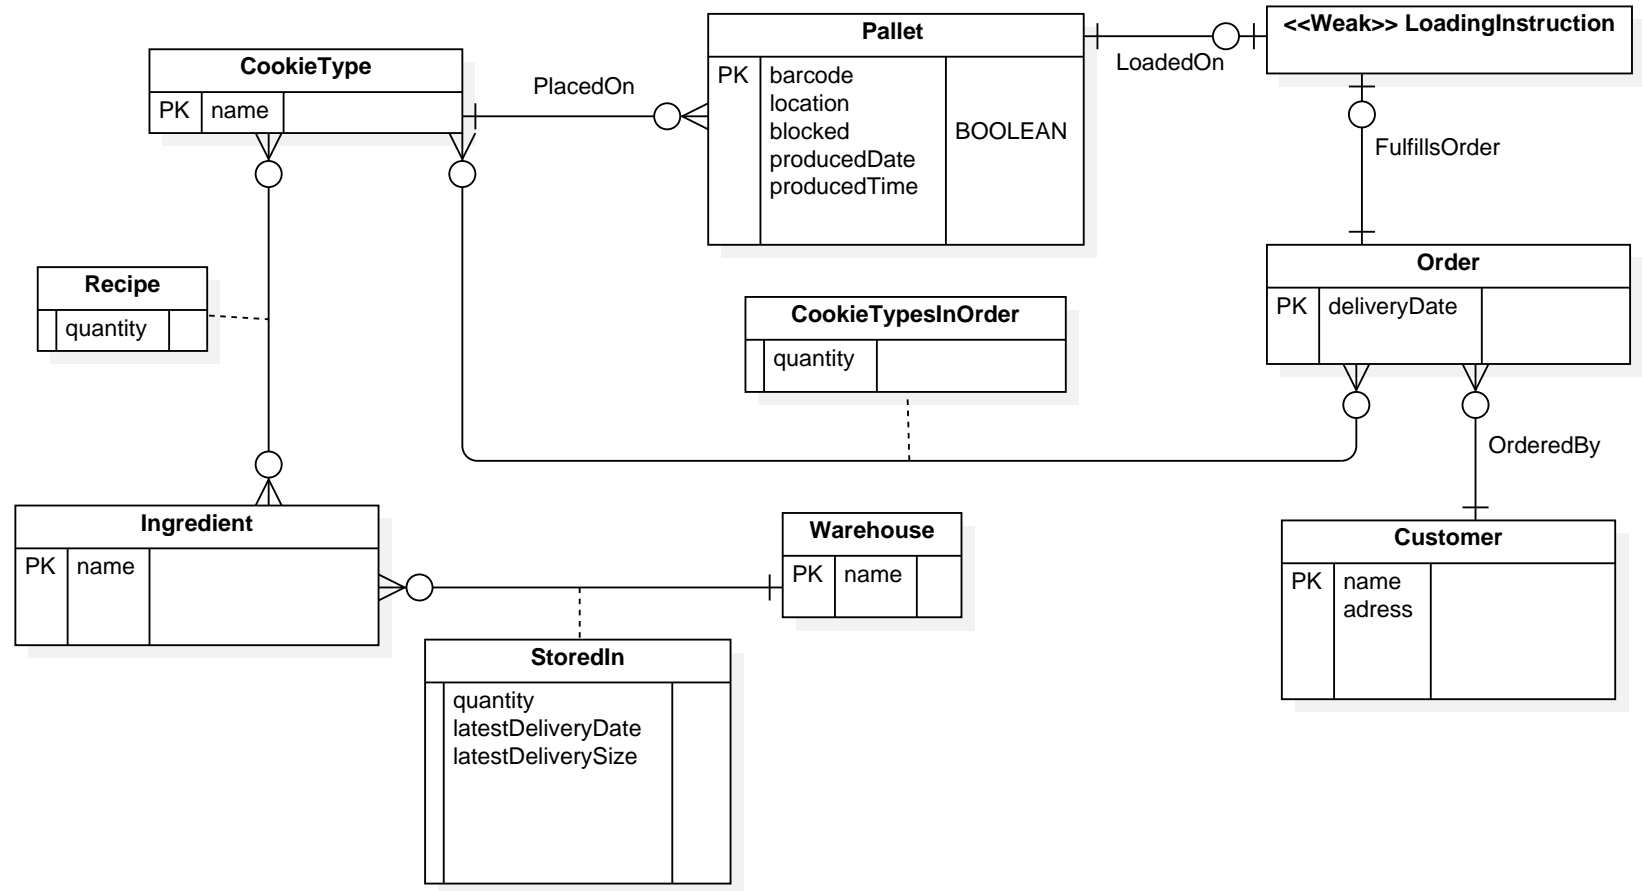 <<Weak>> LoadingInstruction
Pallet
PK barcode
location
blocked BOOLEAN
producedDate
producedTime
LoadedOn
CookieType
PK name
PlacedOn
FulfillsOrder
Order
PK deliveryDate
Recipe
quantity
CookieTypesInOrder
quantity
OrderedBy
Ingredient
PK name
Warehouse
PK name
Customer
PK name
adress
StoredIn
quantity
latestDeliveryDate
latestDeliverySize